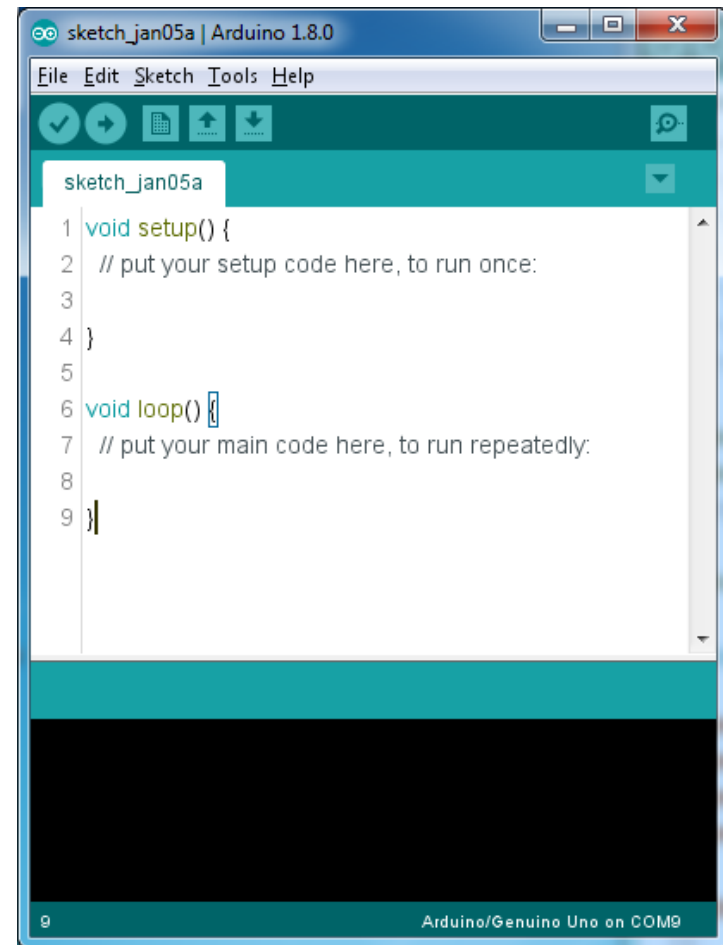 sketch_jan05a | Arduino 1.8.0
File Edit Sketch Tools Help
sketch_jan05a
1 void setup() {
2 // put your setup code here, to run once:
3
4 }
5
6 void loop() {
7 // put your main code here, to run repeatedly:
8
9 }
9 Arduino/Genuino Uno on COM9